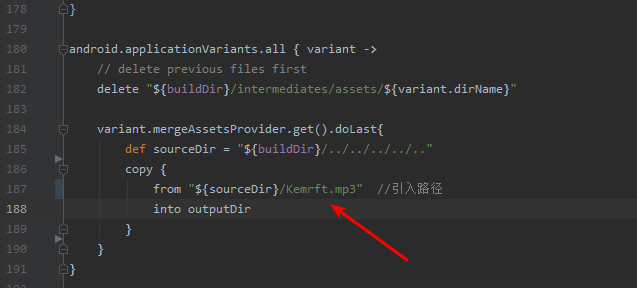 178 }
179
180 android.applicationVariants.all { variant ->
181     // delete previous files first
182     delete "${buildDir}/intermediates/assets/${variant.dirName}"
183
184     variant.mergeAssetsProvider.get().doLast{
185         def sourceDir = "${buildDir}/../../../../.."
186         copy {
187             from "${sourceDir}/Kemrft.mp3"  //引入路径
188             into outputDir
189         }
190     }
191 }